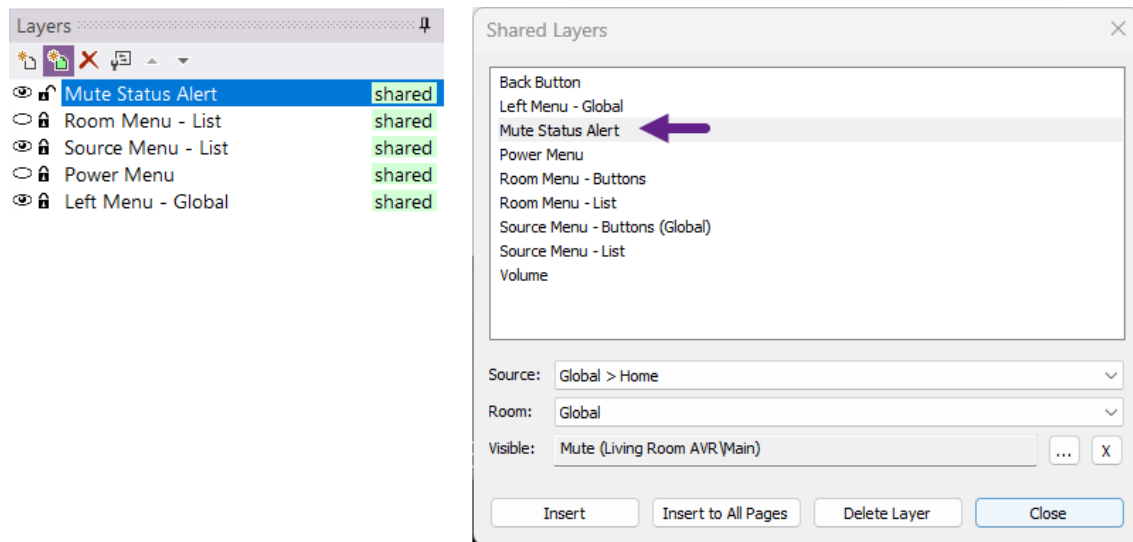 Layers
Mute Status Alert shared
Room Menu - List shared
Source Menu - List shared
Power Menu shared
Left Menu - Global shared
Shared Layers
Back Button
Left Menu - Global
Mute Status Alert
Power Menu
Room Menu - Buttons
Room Menu - List
Source Menu - Buttons (Global)
Source Menu - List
Volume
Source: Global > Home
Room: Global
Visible: Mute (Living Room AVR\Main) ... X
Insert Insert to All Pages Delete Layer Close